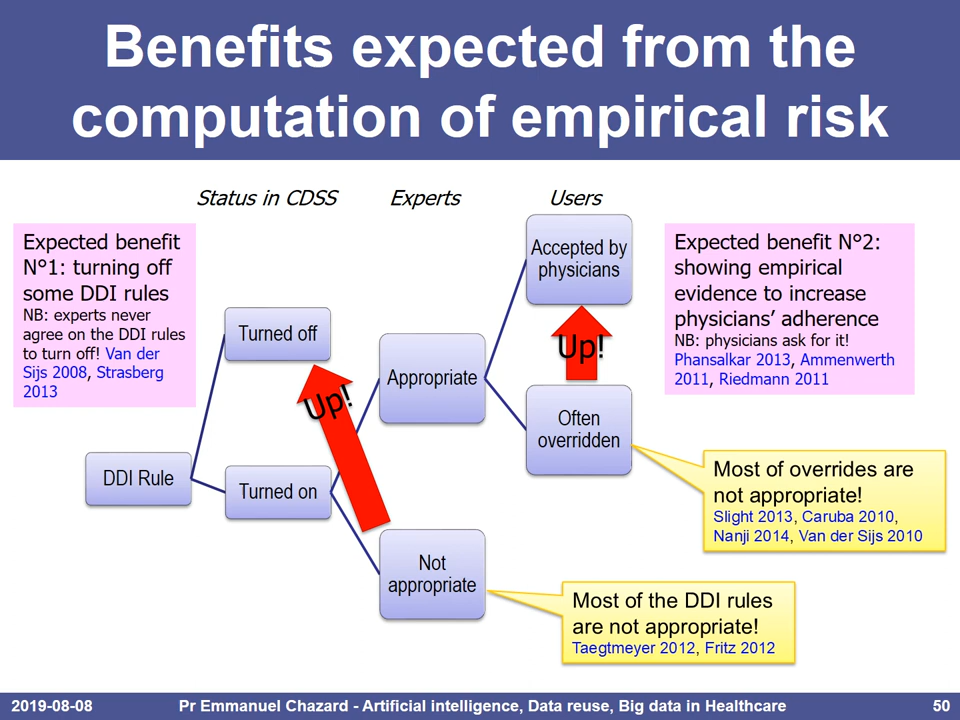 Benefits expected from the
computation of empirical risk
Status in CDSS
Experts
Users
Expected benefit
N°1: turning off
some DDI rules
NB: experts never
agree on the DDI rules
to turn off! Van der
Sijs 2008, Strasberg
2013
DDI Rule
Turned off
Turned on
Up!
Appropriate
Not
appropriate
Accepted by
physicians
Up!
Often
overridden
Expected benefit N°2:
showing empirical
evidence to increase
physicians’ adherence
NB: physicians ask for it!
Phansalkar 2013, Ammenwerth
2011, Riedmann 2011
Most of overrides are
not appropriate!
Slight 2013, Caruba 2010,
Nanji 2014, Van der Sijs 2010
Most of the DDI rules
are not appropriate!
Taegtmeyer 2012, Fritz 2012
2019-08-08
Pr Emmanuel Chazard - Artificial intelligence, Data reuse, Big data in Healthcare
50